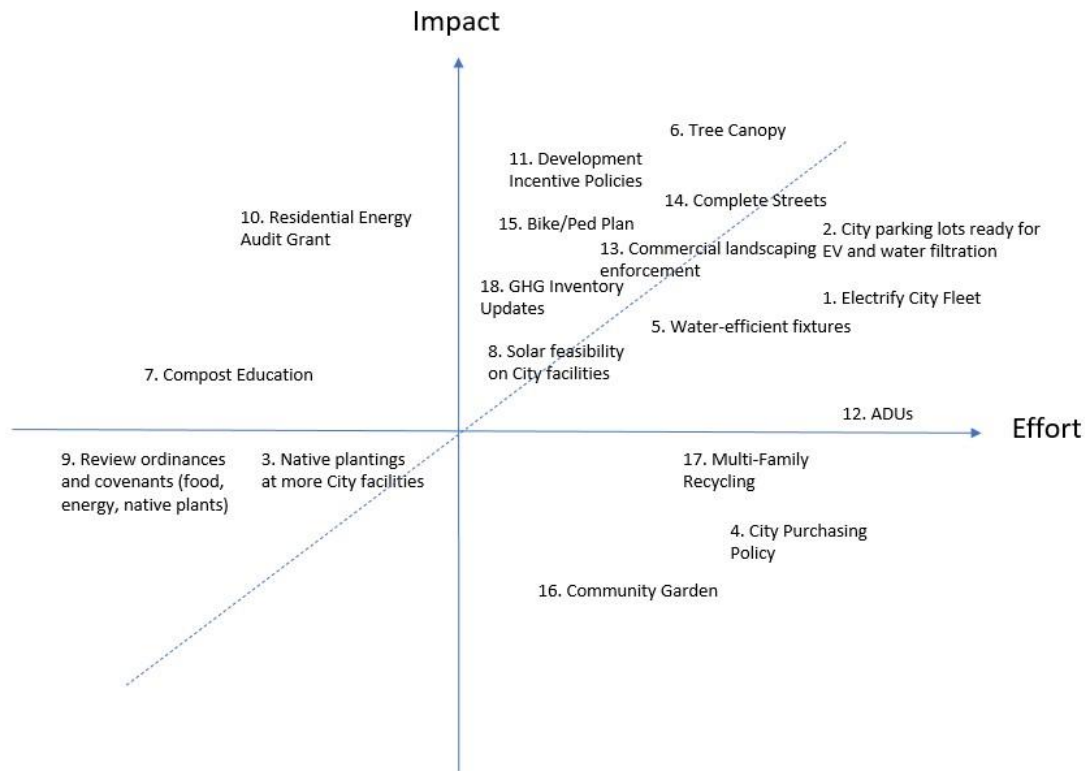 Impact
6. Tree Canopy
11. Development
Incentive Policies
14. Complete Streets
10. Residential Energy
Audit Grant
15. Bike/Ped Plan
2. City parking lots ready for
EV and water filtration
13. Commercial landscaping
enforcement
18. GHG Inventory
Updates
1. Electrify City Fleet
5. Water-efficient fixtures
8. Solar feasibility
on City facilities
7. Compost Education
12. ADUs
Effort
9. Review ordinances
and covenants (food,
energy, native plants)
3. Native plantings
at more City facilities
17. Multi-Family
Recycling
4. City Purchasing
Policy
16. Community Garden